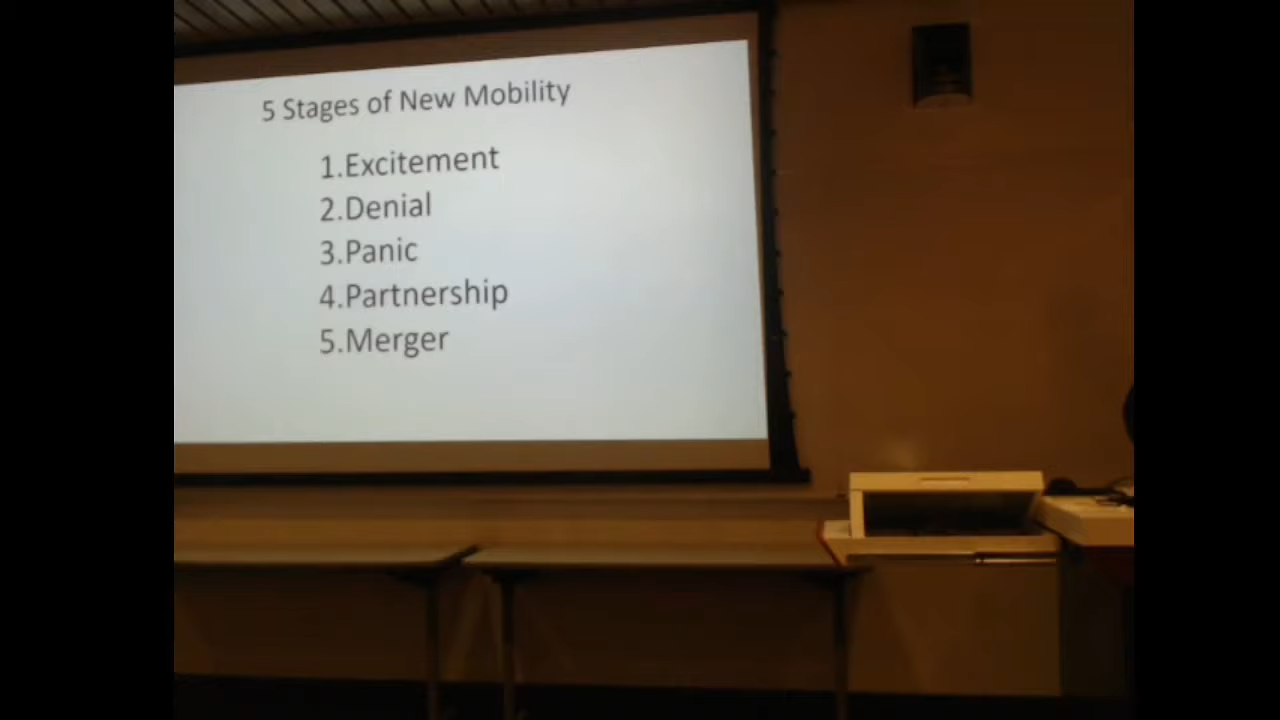 5 Stages of New Mobility
1.Excitement
2.Denial
3.Panic
4.Partnership
5.Merger